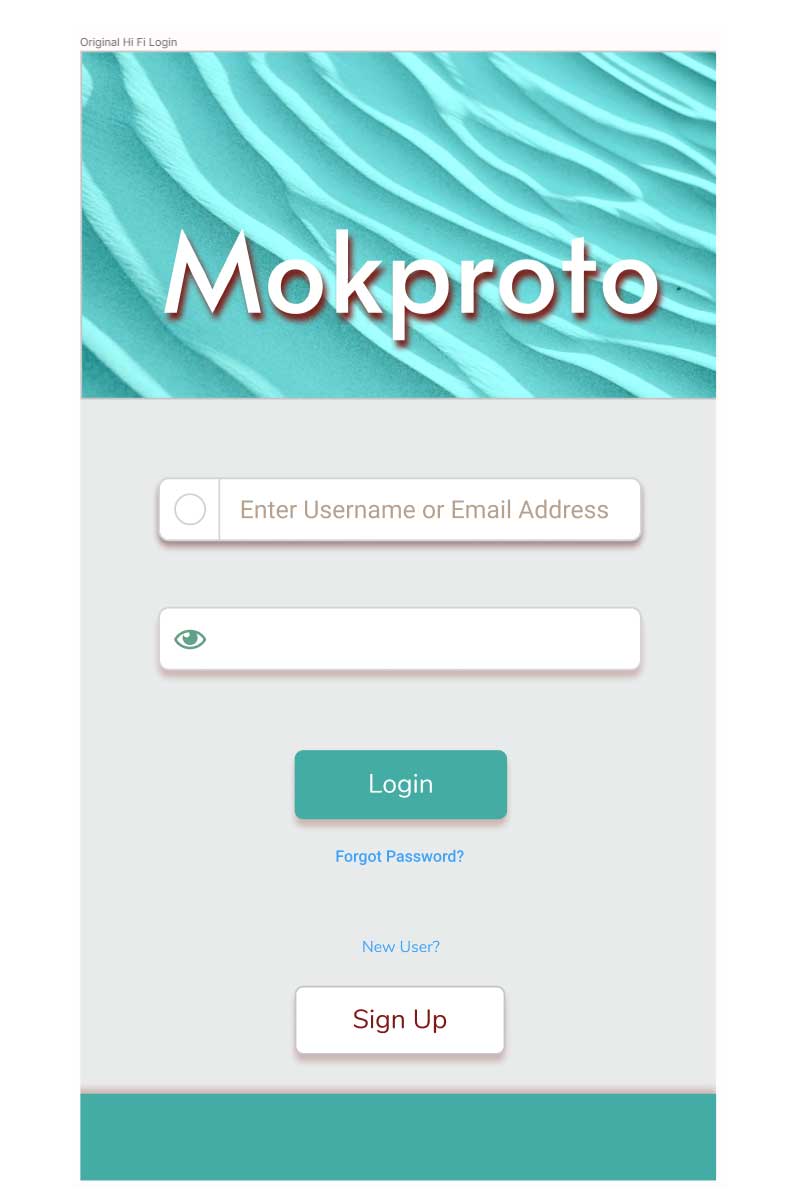 Original Hi Fi Login
Mokproto
Enter Username or Email Address
Login
Forgot Password?
New User?
Sign Up